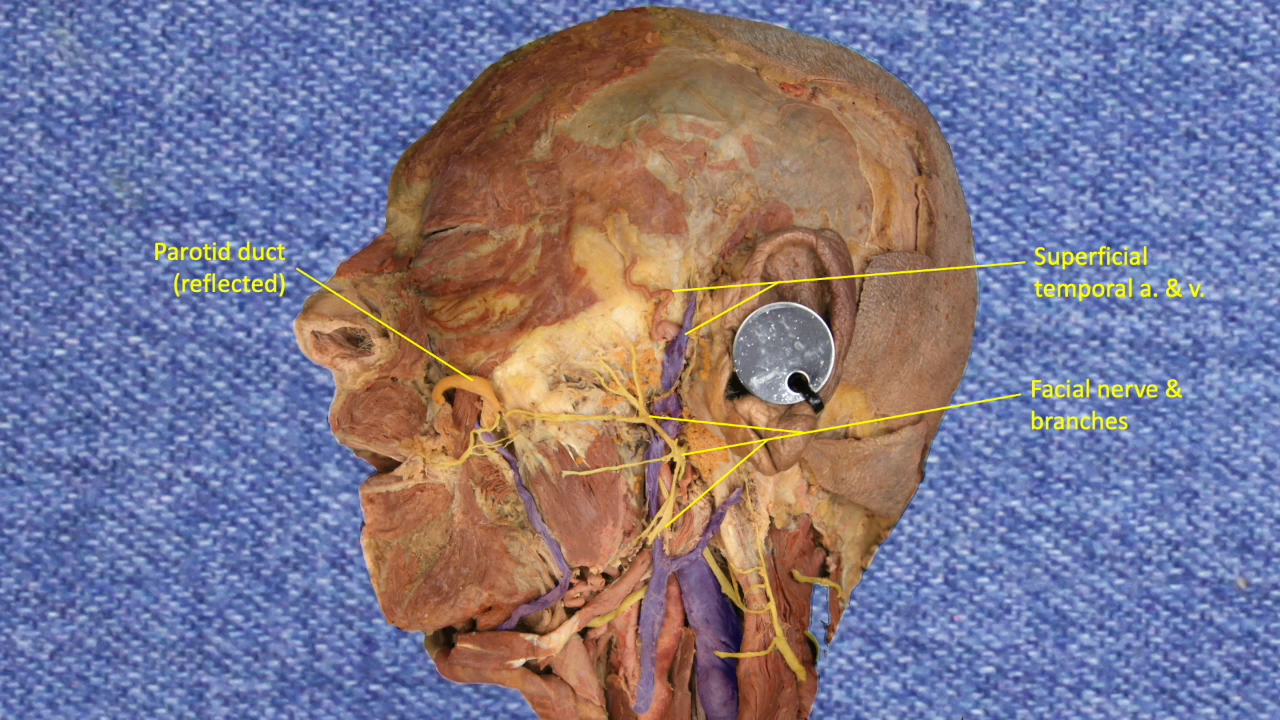 Parotid duct
(reflected)
Superficial
temporal a. & v.
Facial nerve &
branches